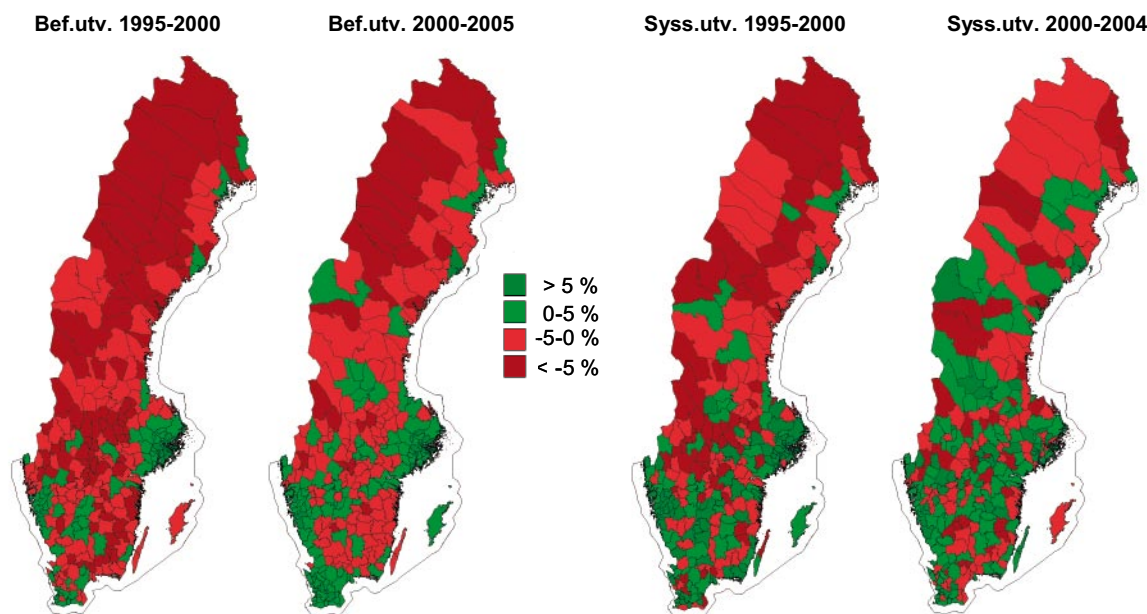 Bef.utv. 1995-2000
Bef.utv. 2000-2005
Syss.utv. 1995-2000
Syss.utv. 2000-2004
> 5 %
0-5 %
-5-0 %
< -5 %